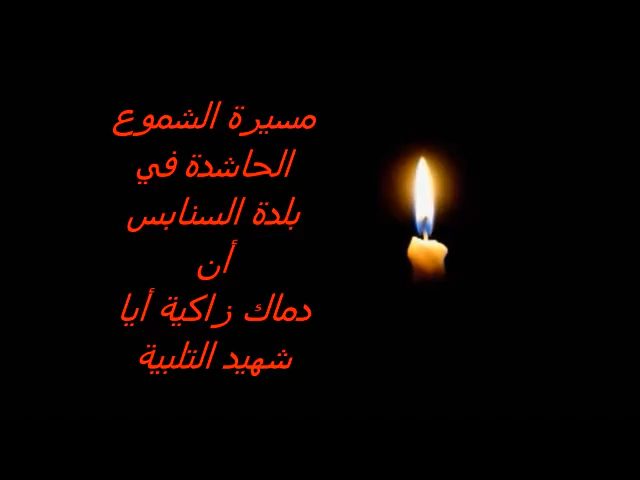 مسيرة الشموع
الحاشدة في
بلدة السنابس
أن
دماك زاكية أيا
شهيد التلبية